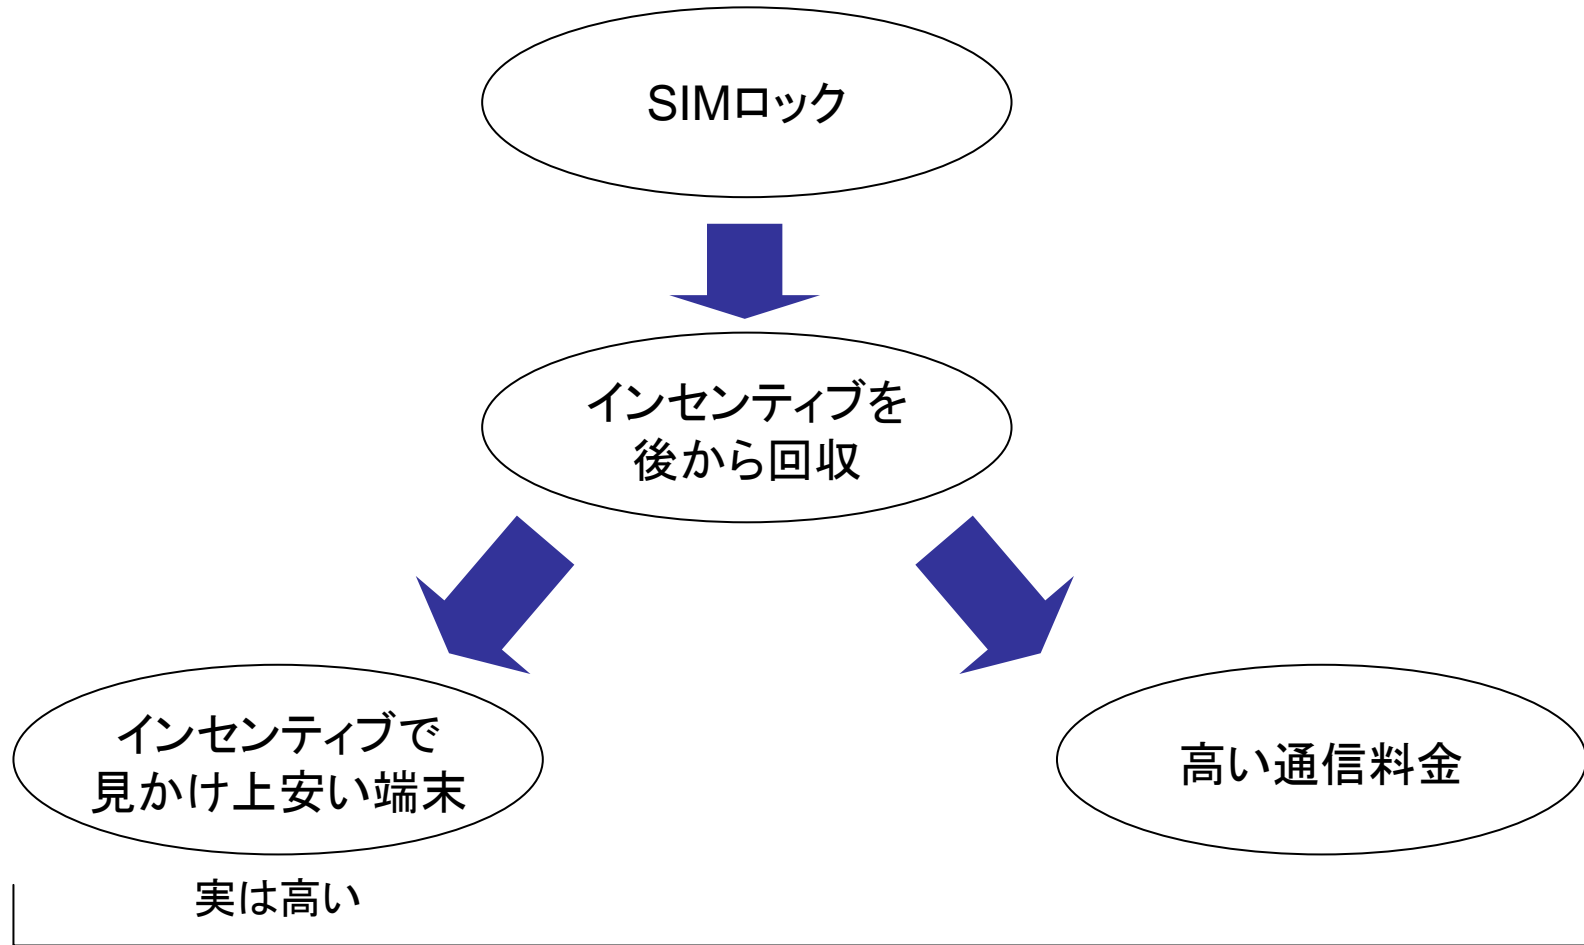 SIMロック
インセンティブを
後から回収
インセンティブで
見かけ上安い端末
高い通信料金
実は高い